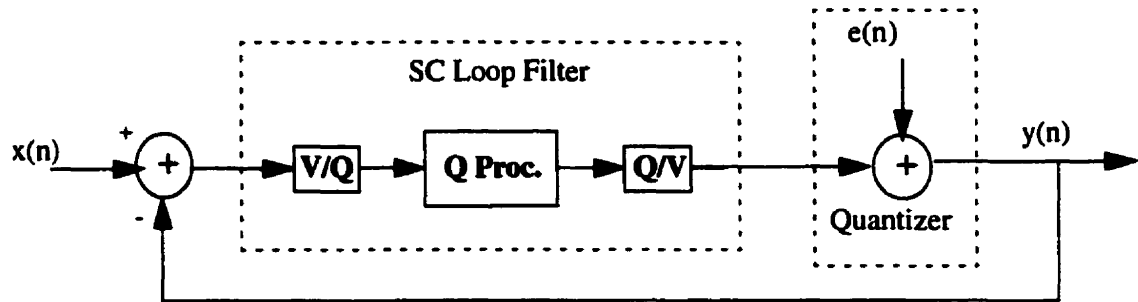 e(n)
SC Loop Filter
+
x(n)
+
V/Q
Q Proc.
Q/V
+
y(n)
-
Quantizer